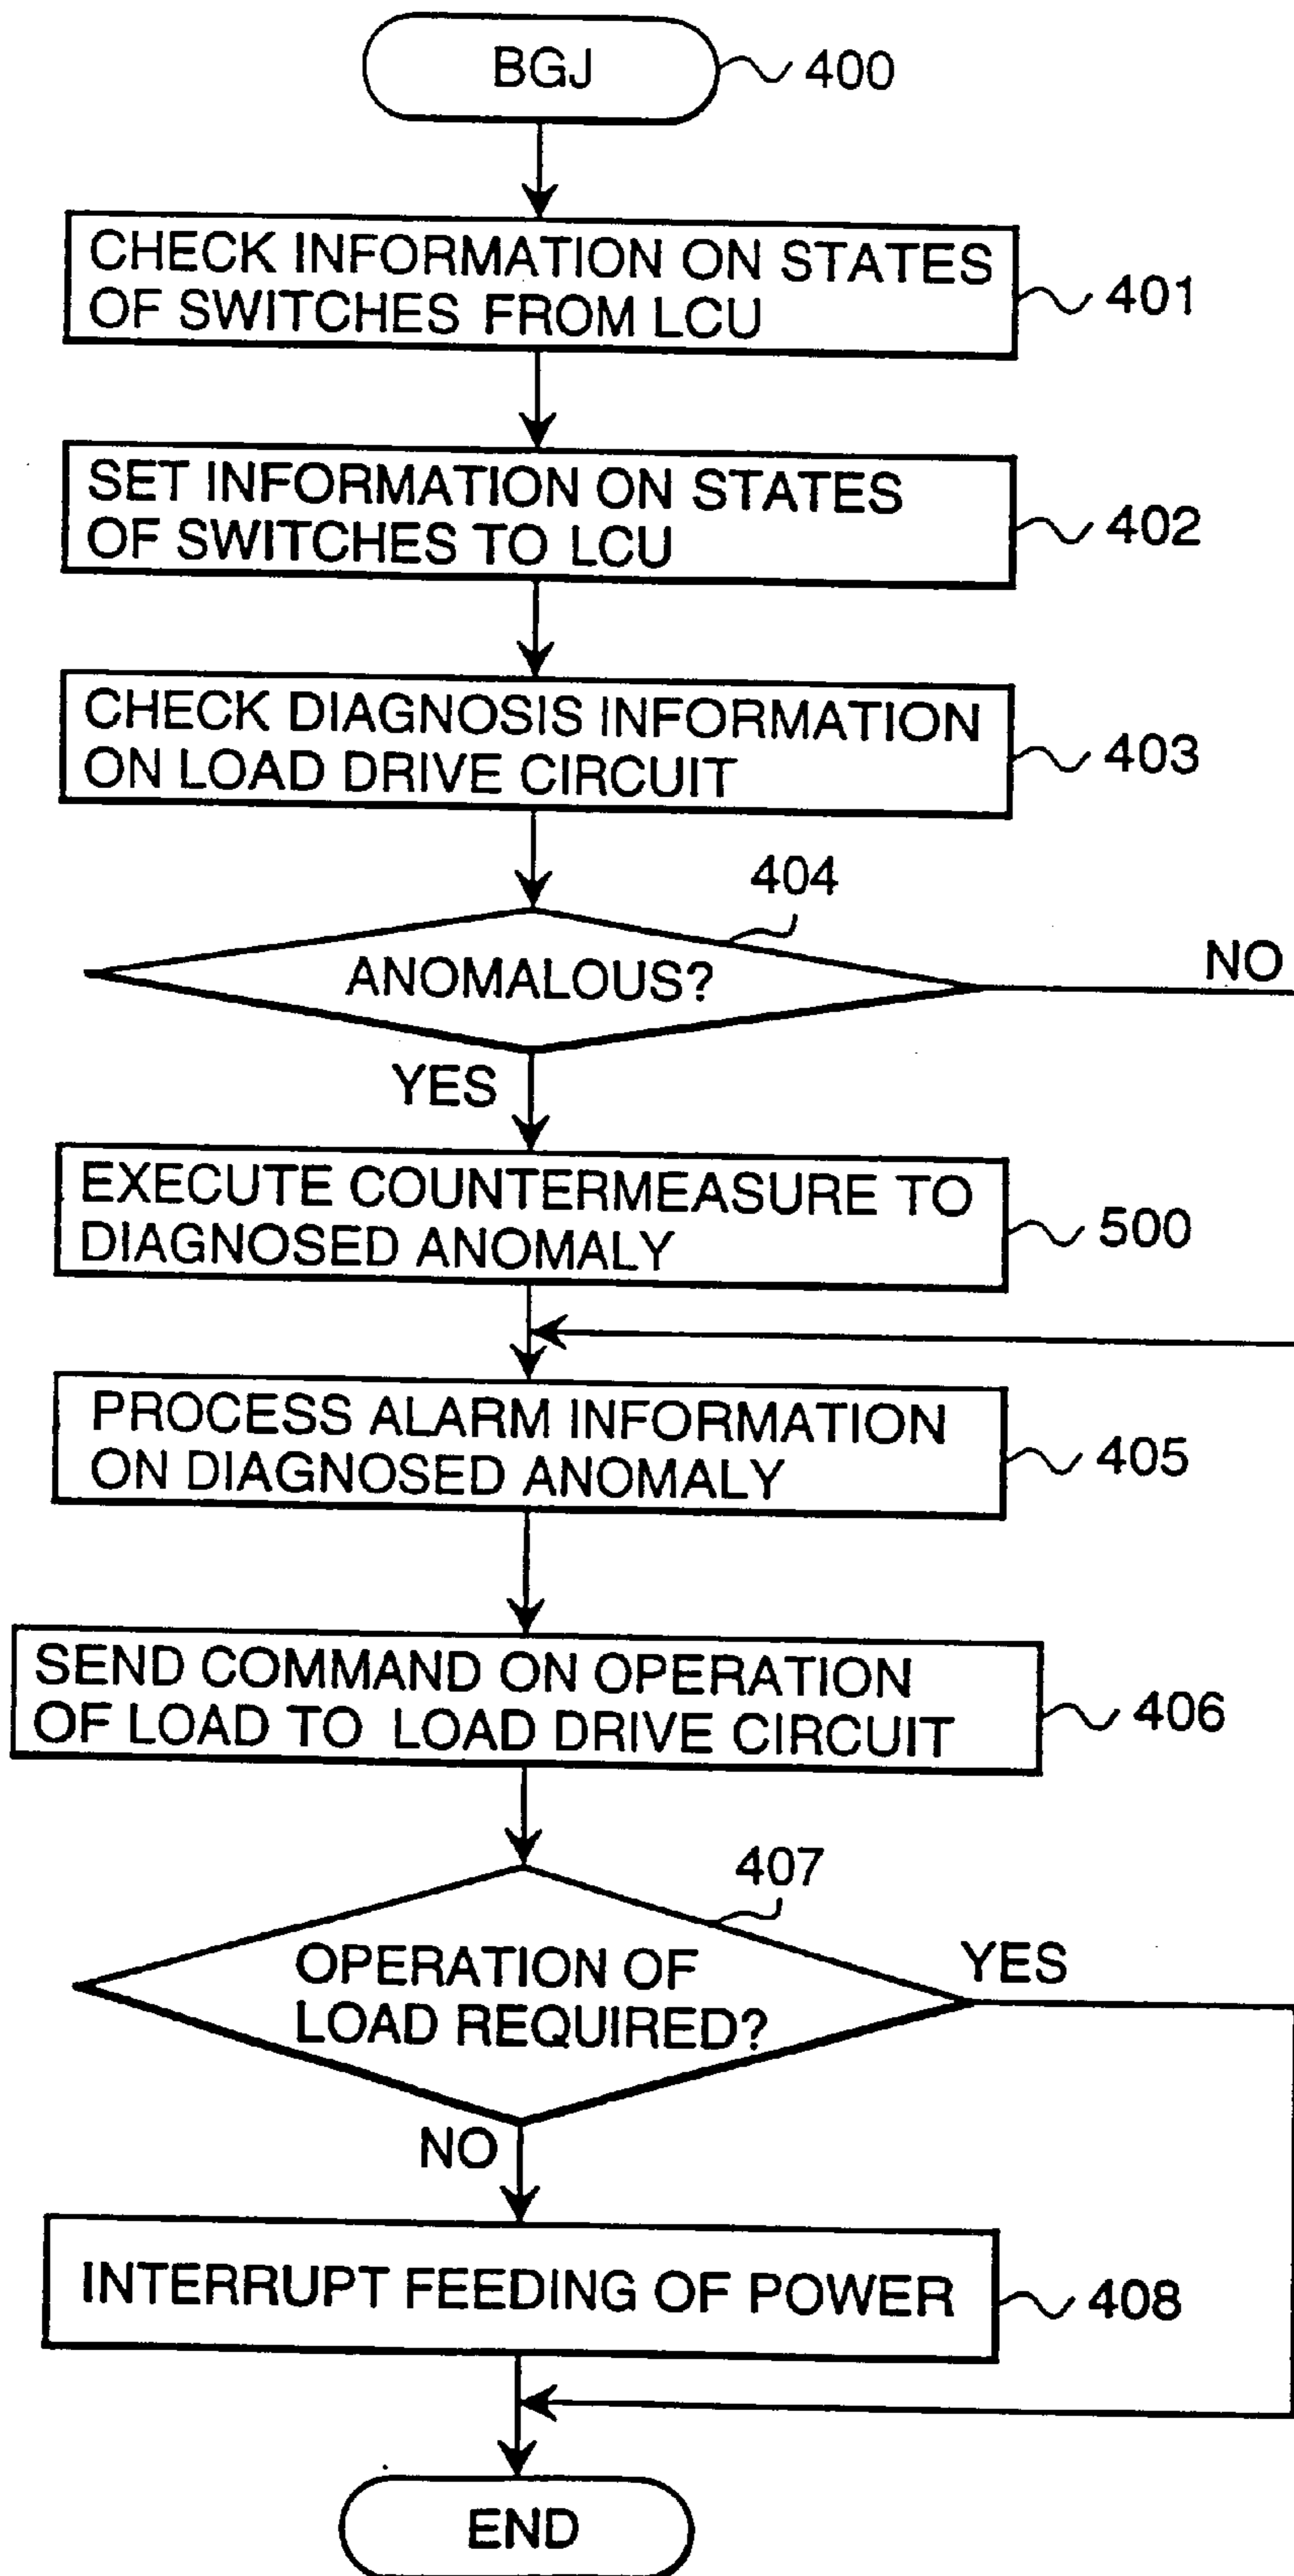 BGJ
400
CHECK INFORMATION ON STATES
OF SWITCHES FROM LCU
401
SET INFORMATION ON STATES
OF SWITCHES TO LCU
402
CHECK DIAGNOSIS INFORMATION
ON LOAD DRIVE CIRCUIT
403
404
ANOMALOUS?
NO
YES
EXECUTE COUNTERMEASURE TO
DIAGNOSED ANOMALY
500
PROCESS ALARM INFORMATION
ON DIAGNOSED ANOMALY
405
SEND COMMAND ON OPERATION
OF LOAD TO LOAD DRIVE CIRCUIT
406
407
OPERATION OF
LOAD REQUIRED?
YES
NO
INTERRUPT FEEDING OF POWER
408
END